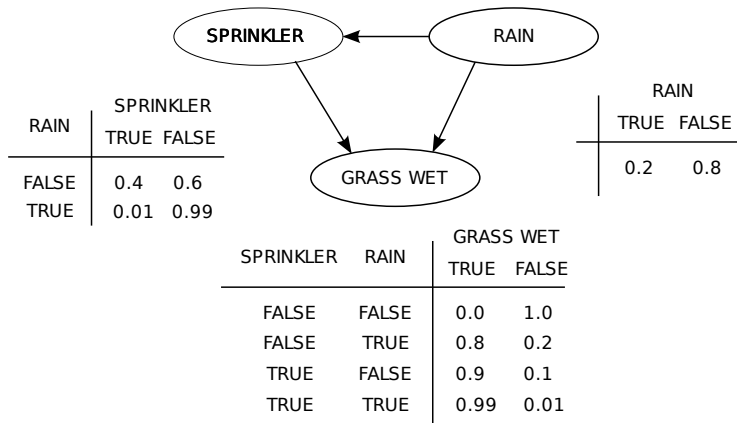 SPRINKLER RAIN
GRASS WET
SPRINKLER
RAIN
TRUE FALSE
FALSE 0.4 0.6
TRUE 0.01 0.99
RAIN
TRUE FALSE
0.2 0.8
GRASS WET
SPRINKLER RAIN
TRUE FALSE
FALSE FALSE 0.0 1.0
FALSE TRUE 0.8 0.2
TRUE FALSE 0.9 0.1
TRUE TRUE 0.99 0.01